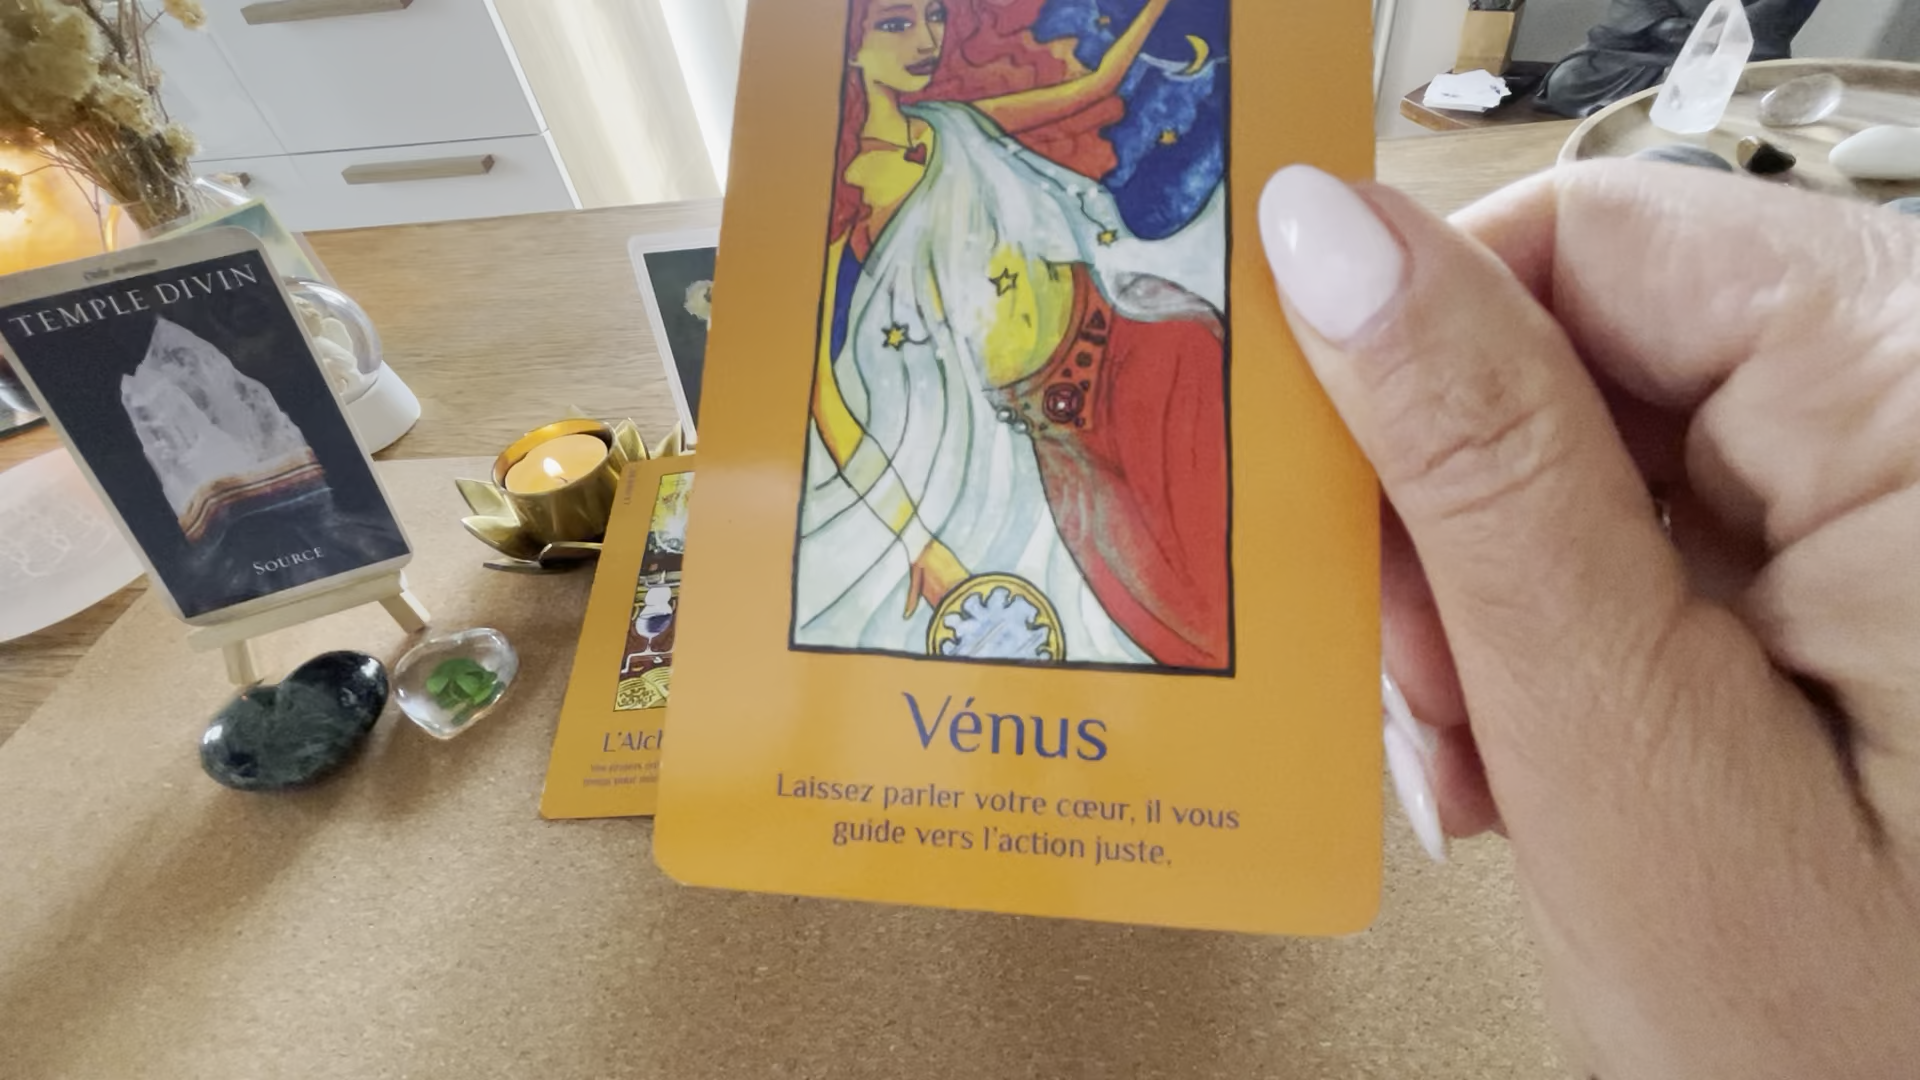 TEMPLE DIVIN
SOURCE
L'Alch
Vénus
Laissez parler votre cœur, il vous
guide vers l'action juste.